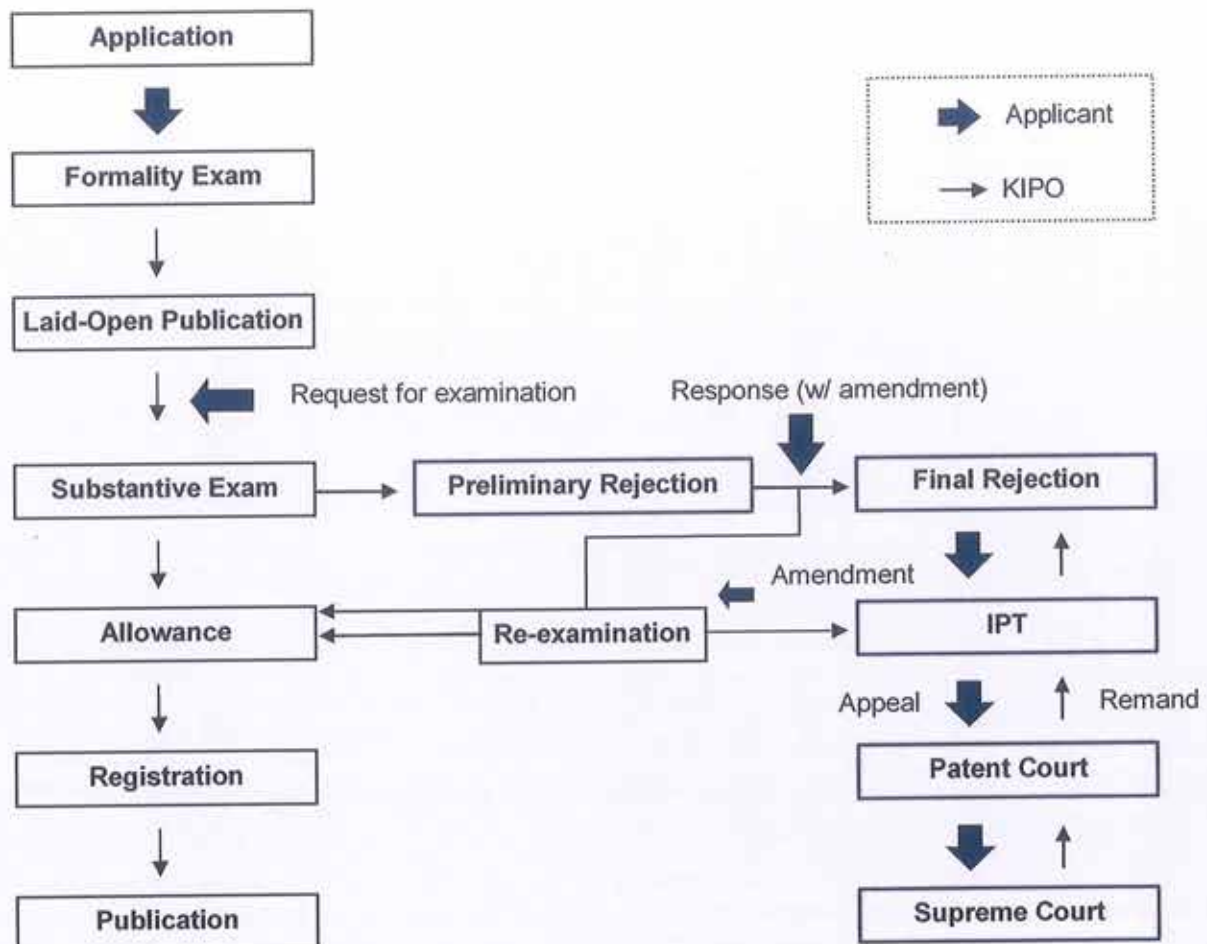 Application
Applicant
Formality Exam
KIPO
Laid-Open Publication
Request for examination
Response (w/ amendment)
Substantive Exam
Preliminary Rejection
Final Rejection
Amendment
Allowance
Re-examination
IPT
Appeal
Remand
Registration
Patent Court
Publication
Supreme Court